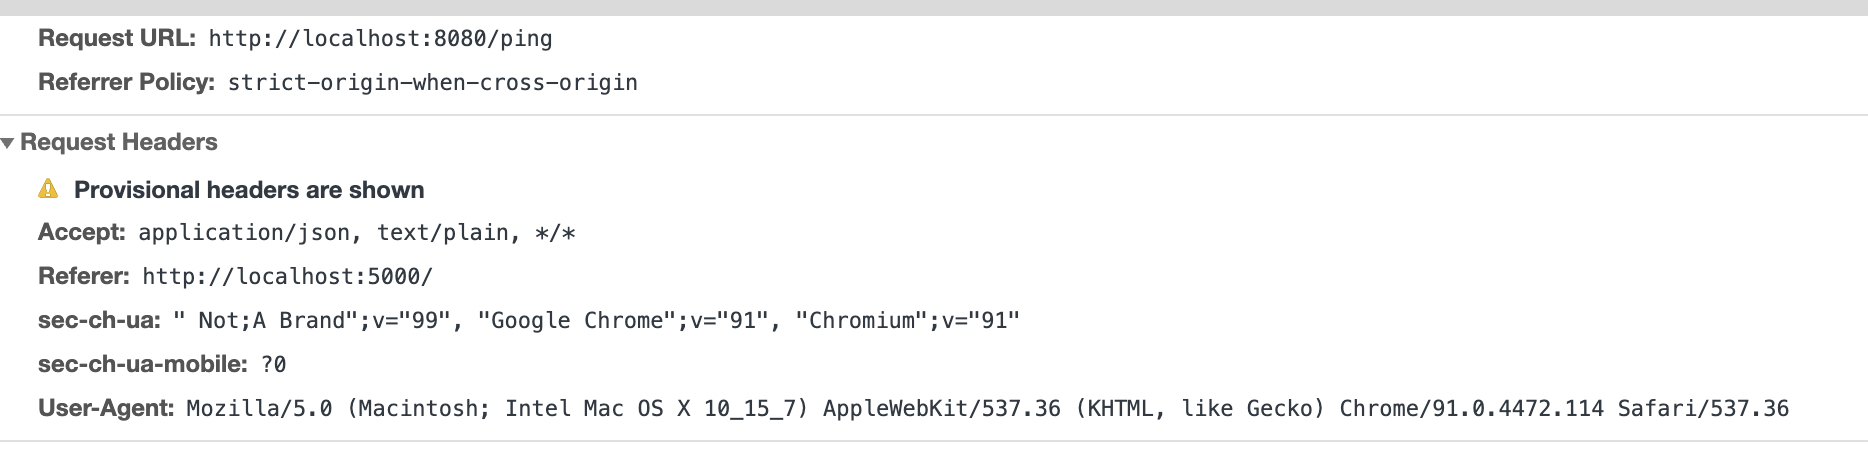 Request URL: http://localhost:8080/ping
Referrer Policy: strict-origin-when-cross-origin
Request Headers
Provisional headers are shown
Accept: application/json, text/plain, */*
Referer: http://localhost:5000/
sec-ch-ua: " Not;A Brand";v="99", "Google Chrome";v="91", "Chromium";v="91"
sec-ch-ua-mobile: ?0
User-Agent: Mozilla/5.0 (Macintosh; Intel Mac OS X 10_15_7) AppleWebKit/537.36 (KHTML, like Gecko) Chrome/91.0.4472.114 Safari/537.36